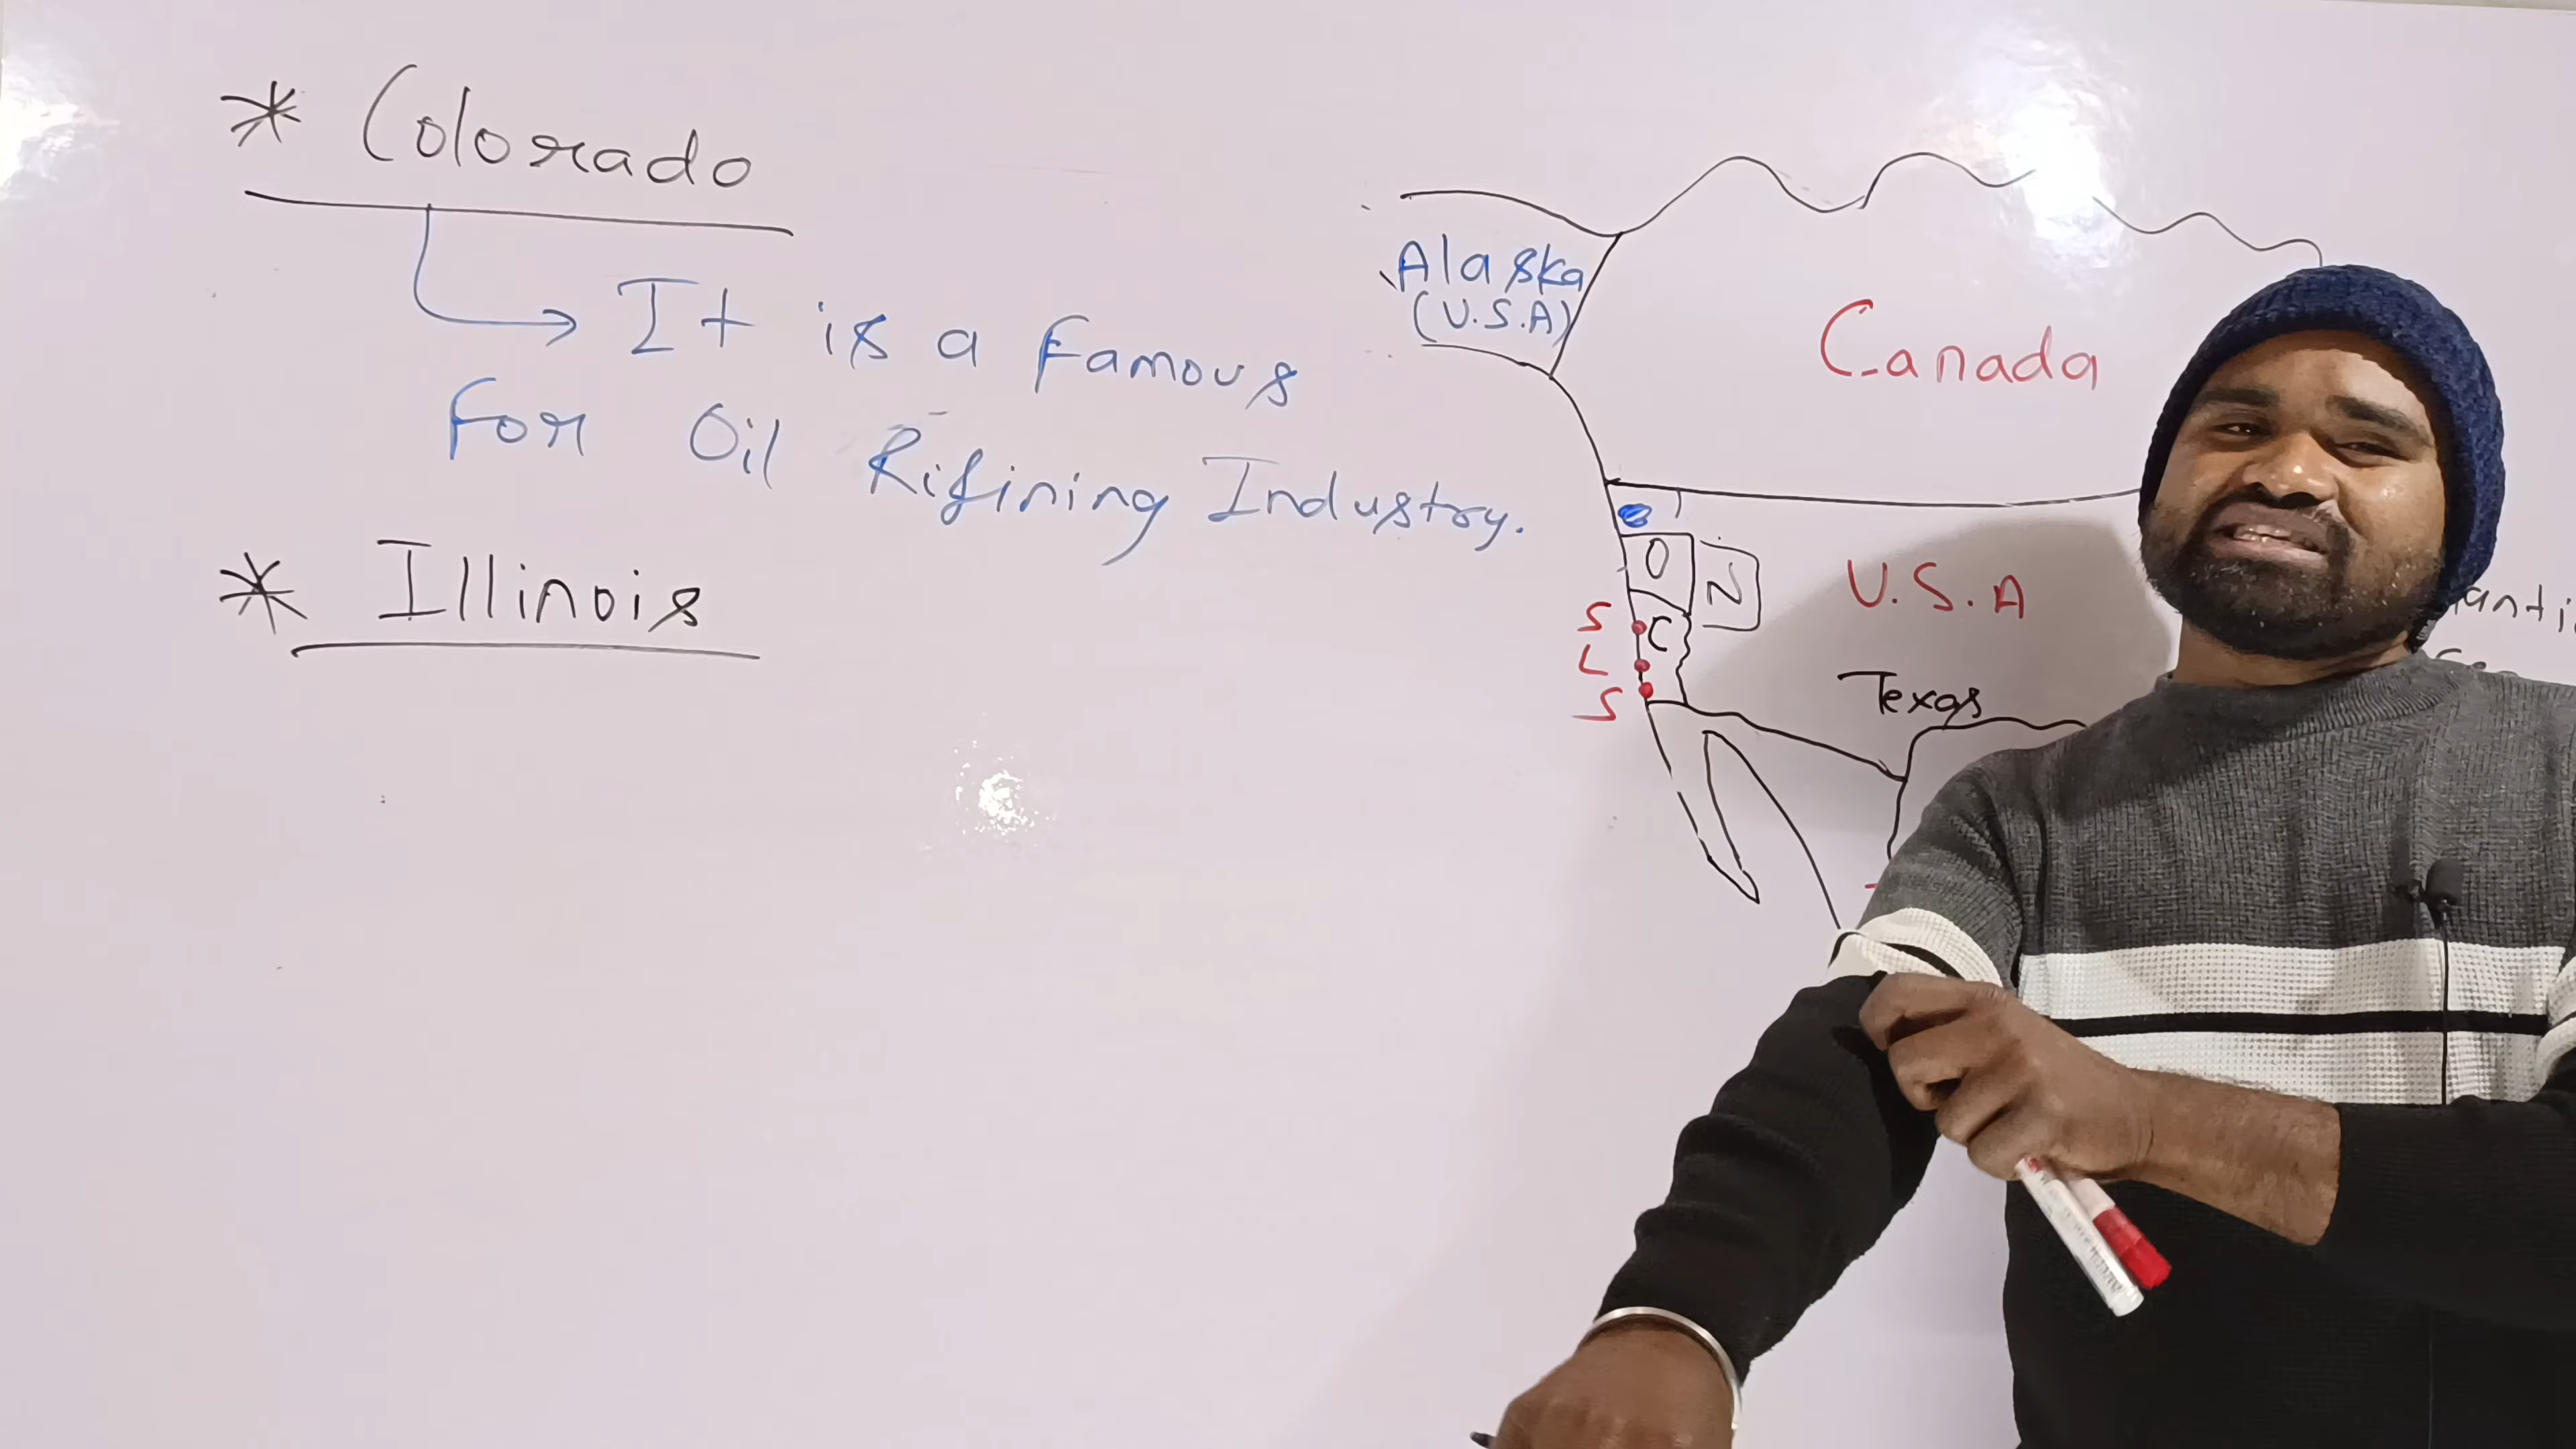 * Colorado
It is a famous
for Oil Rifining Industry.
* Illinois
Alaska
(U.S.A)
Canada
O
N
U.S.A
S
C
L
S
Texas